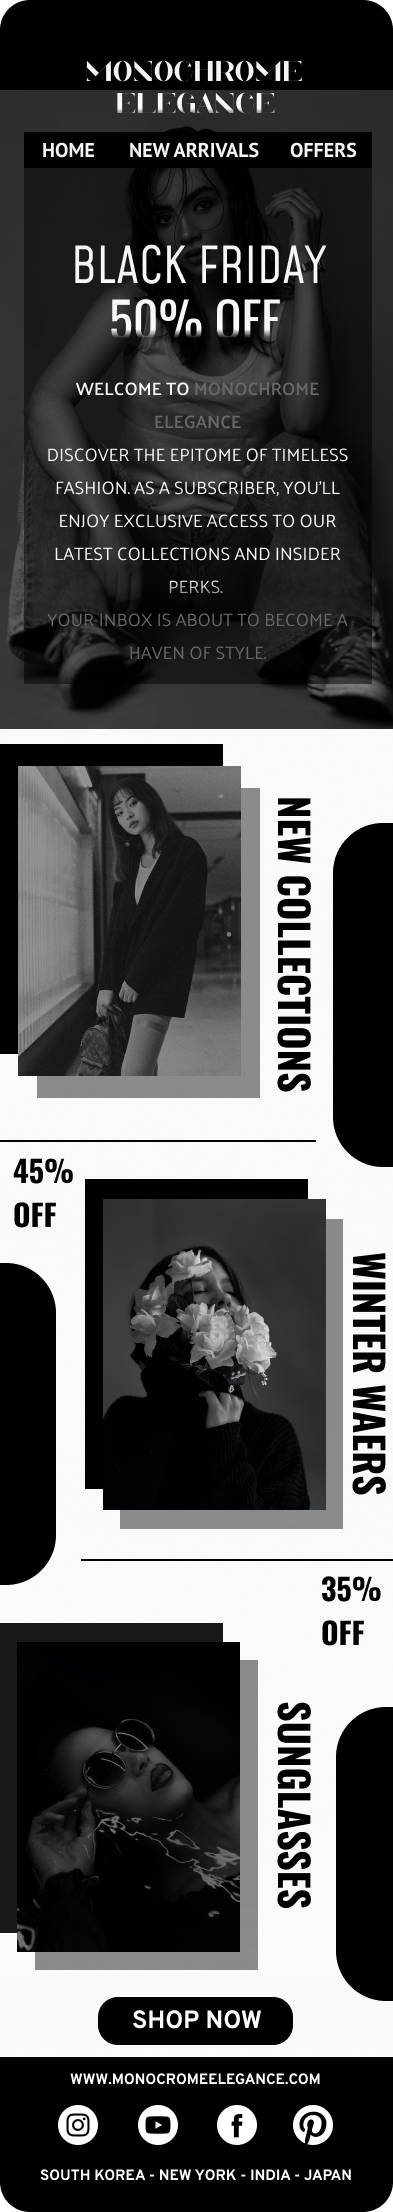 MONOCHROME
ELEGANCE
HOME NEW ARRIVALS OFFERS
BLACK FRIDAY
50% OFF
WELCOME TO MONOCHROME
ELEGANCE
DISCOVER THE EPITOME OF TIMELESS
FASHION. AS A SUBSCRIBER, YOU'LL
ENJOY EXCLUSIVE ACCESS TO OUR
LATEST COLLECTIONS AND INSIDER
PERKS.
YOUR INBOX IS ABOUT TO BECOME A
HAVEN OF STYLE.
NEW COLLECTIONS
45%
OFF
WINTER WAERS
35%
OFF
SUNGLASSES
SHOP NOW
WWW.MONOCROMEELEGANCE.COM
SOUTH KOREA - NEW YORK - INDIA - JAPAN